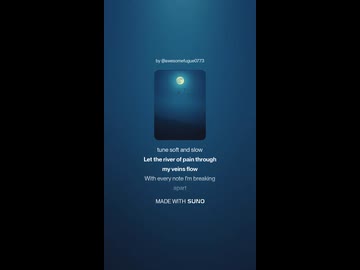 by @awesomefugue0773
tune soft and slow
Let the river of pain through
my veins flow
With every note I'm breaking
apart
MADE WITH SUNO